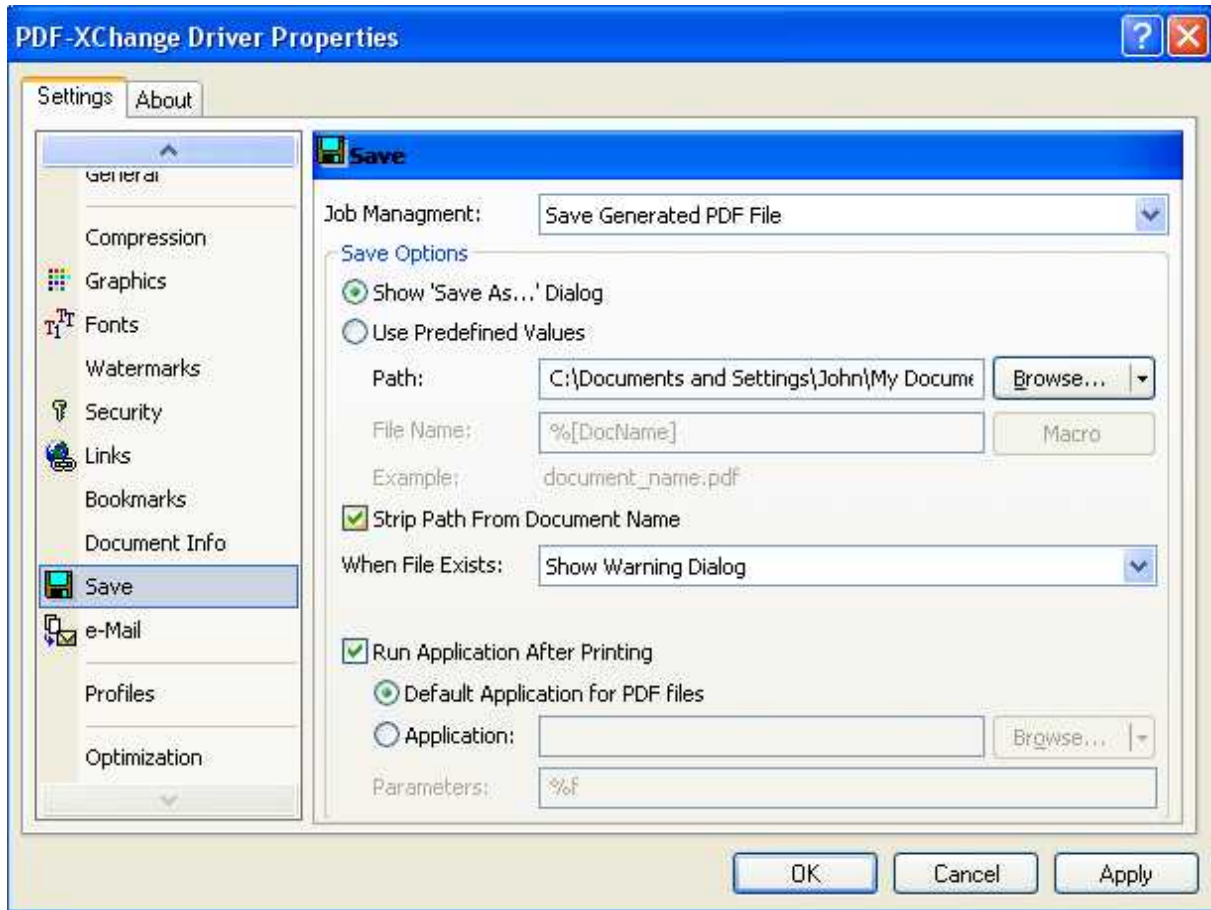 PDF-XChange Driver Properties
Settings
About
General
Compression
Graphics
Fonts
Watermarks
Security
Links
Bookmarks
Document Info
Save
e-Mail
Profiles
Optimization
Save
Job Managment: Save Generated PDF File
Save Options
Show 'Save As...' Dialog
Use Predefined Values
Path: C:\Documents and Settings\John\My Docume Browse...
File Name: %[DocName] Macro
Example: document_name.pdf
Strip Path From Document Name
When File Exists: Show Warning Dialog
Run Application After Printing
Default Application for PDF files
Application: Browse...
Parameters: %f
OK Cancel Apply